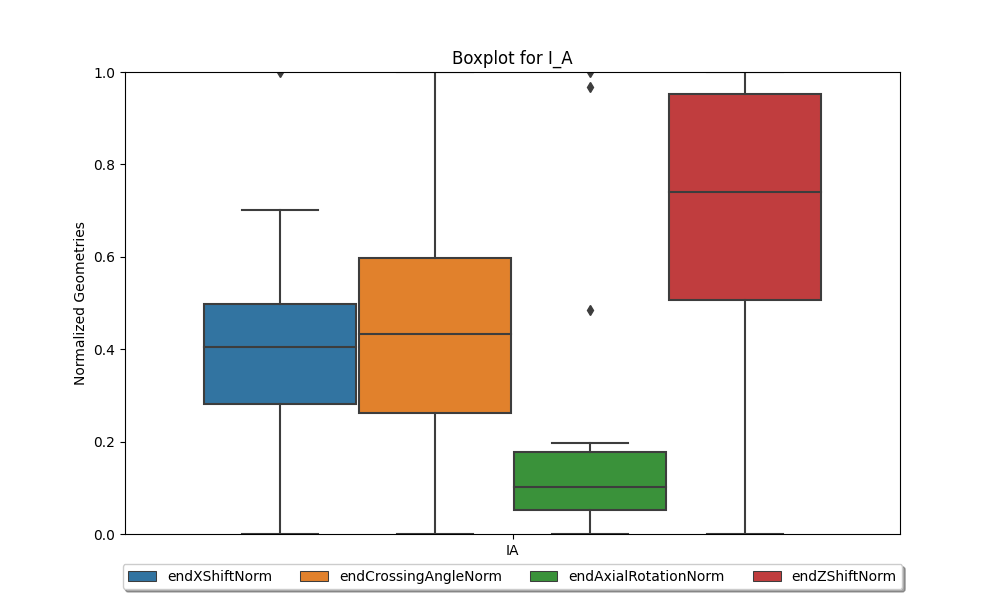 Boxplot for I_A
Normalized Geometries
1.0
0.8
0.6
0.4
0.2
0.0
IA
endXShiftNorm endCrossingAngleNorm endAxialRotationNorm endZShiftNorm